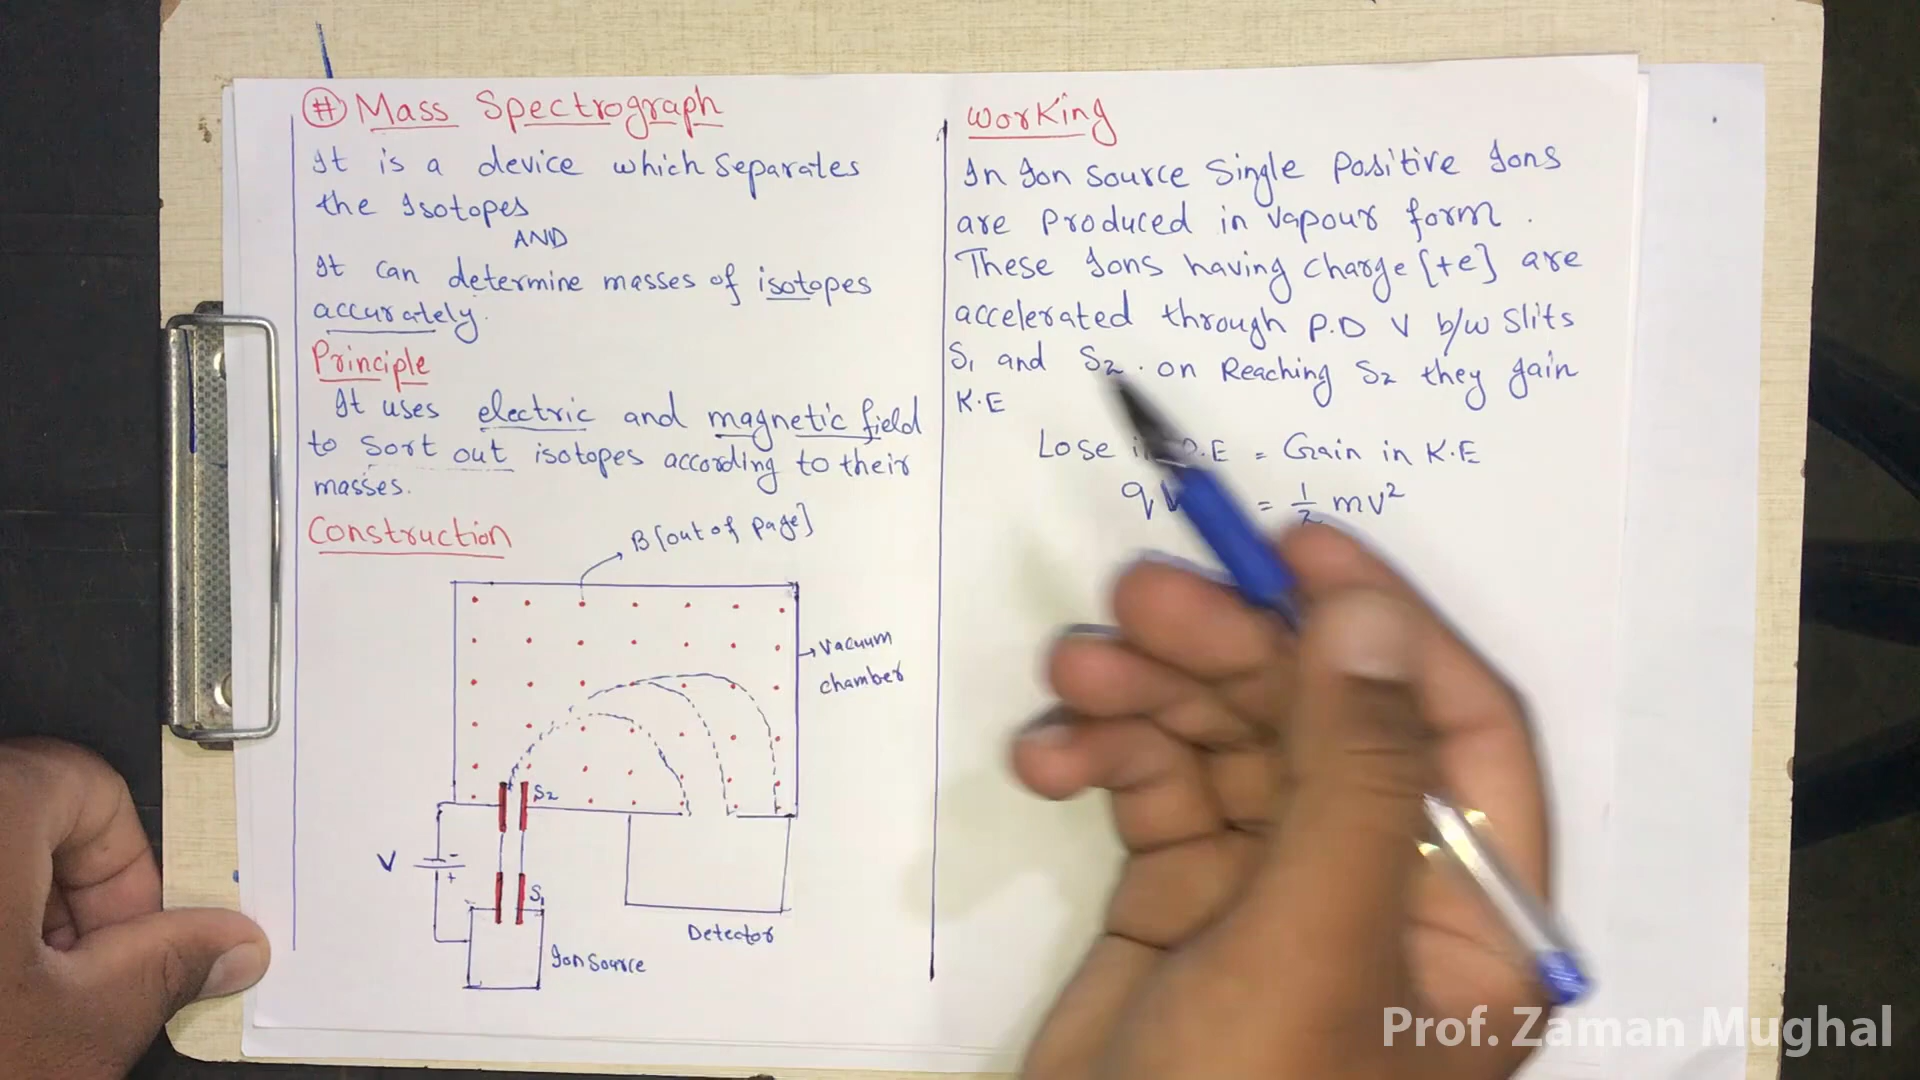 # Mass Spectrograph
It is a device which separates
the Isotopes
AND
It can determine masses of isotopes
accurately.
Principle
It uses electric and magnetic field
to sort out isotopes according to their
masses.
Construction
B [out of page]
Vacuum
chamber
S2
V
-
+
S1
Detector
Ion Source
Working
In Ion source Single Positive Ions
are produced in vapour form.
These Ions having charge [+e] are
accelerated through P.D V b/w Slits
S1 and S2. on Reaching S2 they gain
K.E
Lose P.E = Gain in K.E
q = 1/2 mv²
Prof. Zaman Mughal